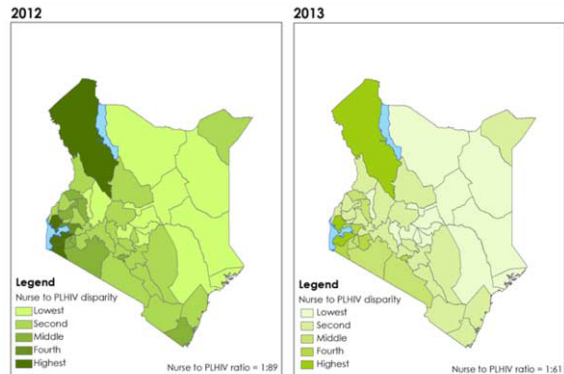 2012
Legend
Nurse to PLHIV disparity
Lowest
Second
Middle
Fourth
Highest
Nurse to PLHIV ratio = 1:89
2013
Legend
Nurse to PLHIV disparity
Lowest
Second
Middle
Fourth
Highest
Nurse to PLHIV ratio = 1:61